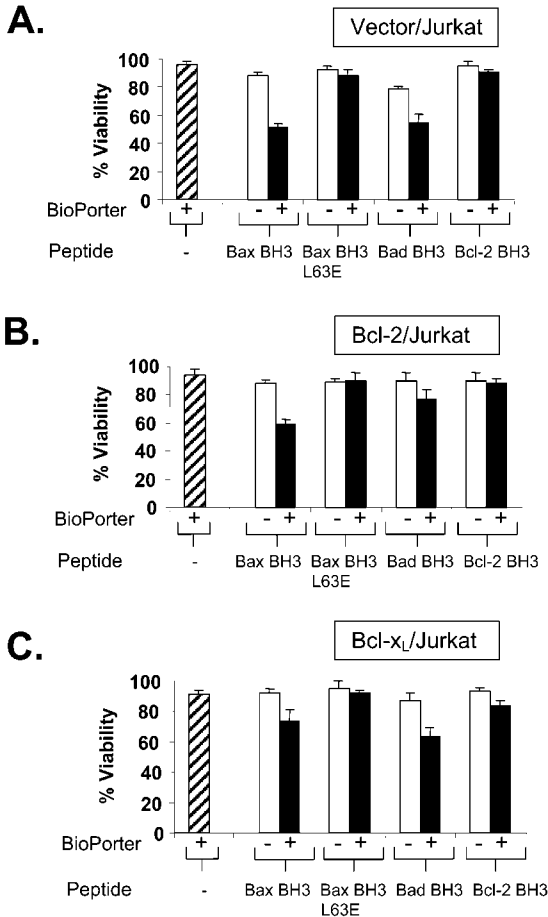 A.
Vector/Jurkat
% Viability
100
80
60
40
20
0
BioPorter + - + - + - + - +
Peptide - Bax BH3 Bax BH3 Bad BH3 Bcl-2 BH3
L63E
B.
Bcl-2/Jurkat
% Viability
100
80
60
40
20
0
BioPorter + - + - + - + - +
Peptide - Bax BH3 Bax BH3 Bad BH3 Bcl-2 BH3
L63E
C.
Bcl-xL/Jurkat
% Viability
100
80
60
40
20
0
BioPorter + - + - + - + - +
Peptide - Bax BH3 Bax BH3 Bad BH3 Bcl-2 BH3
L63E